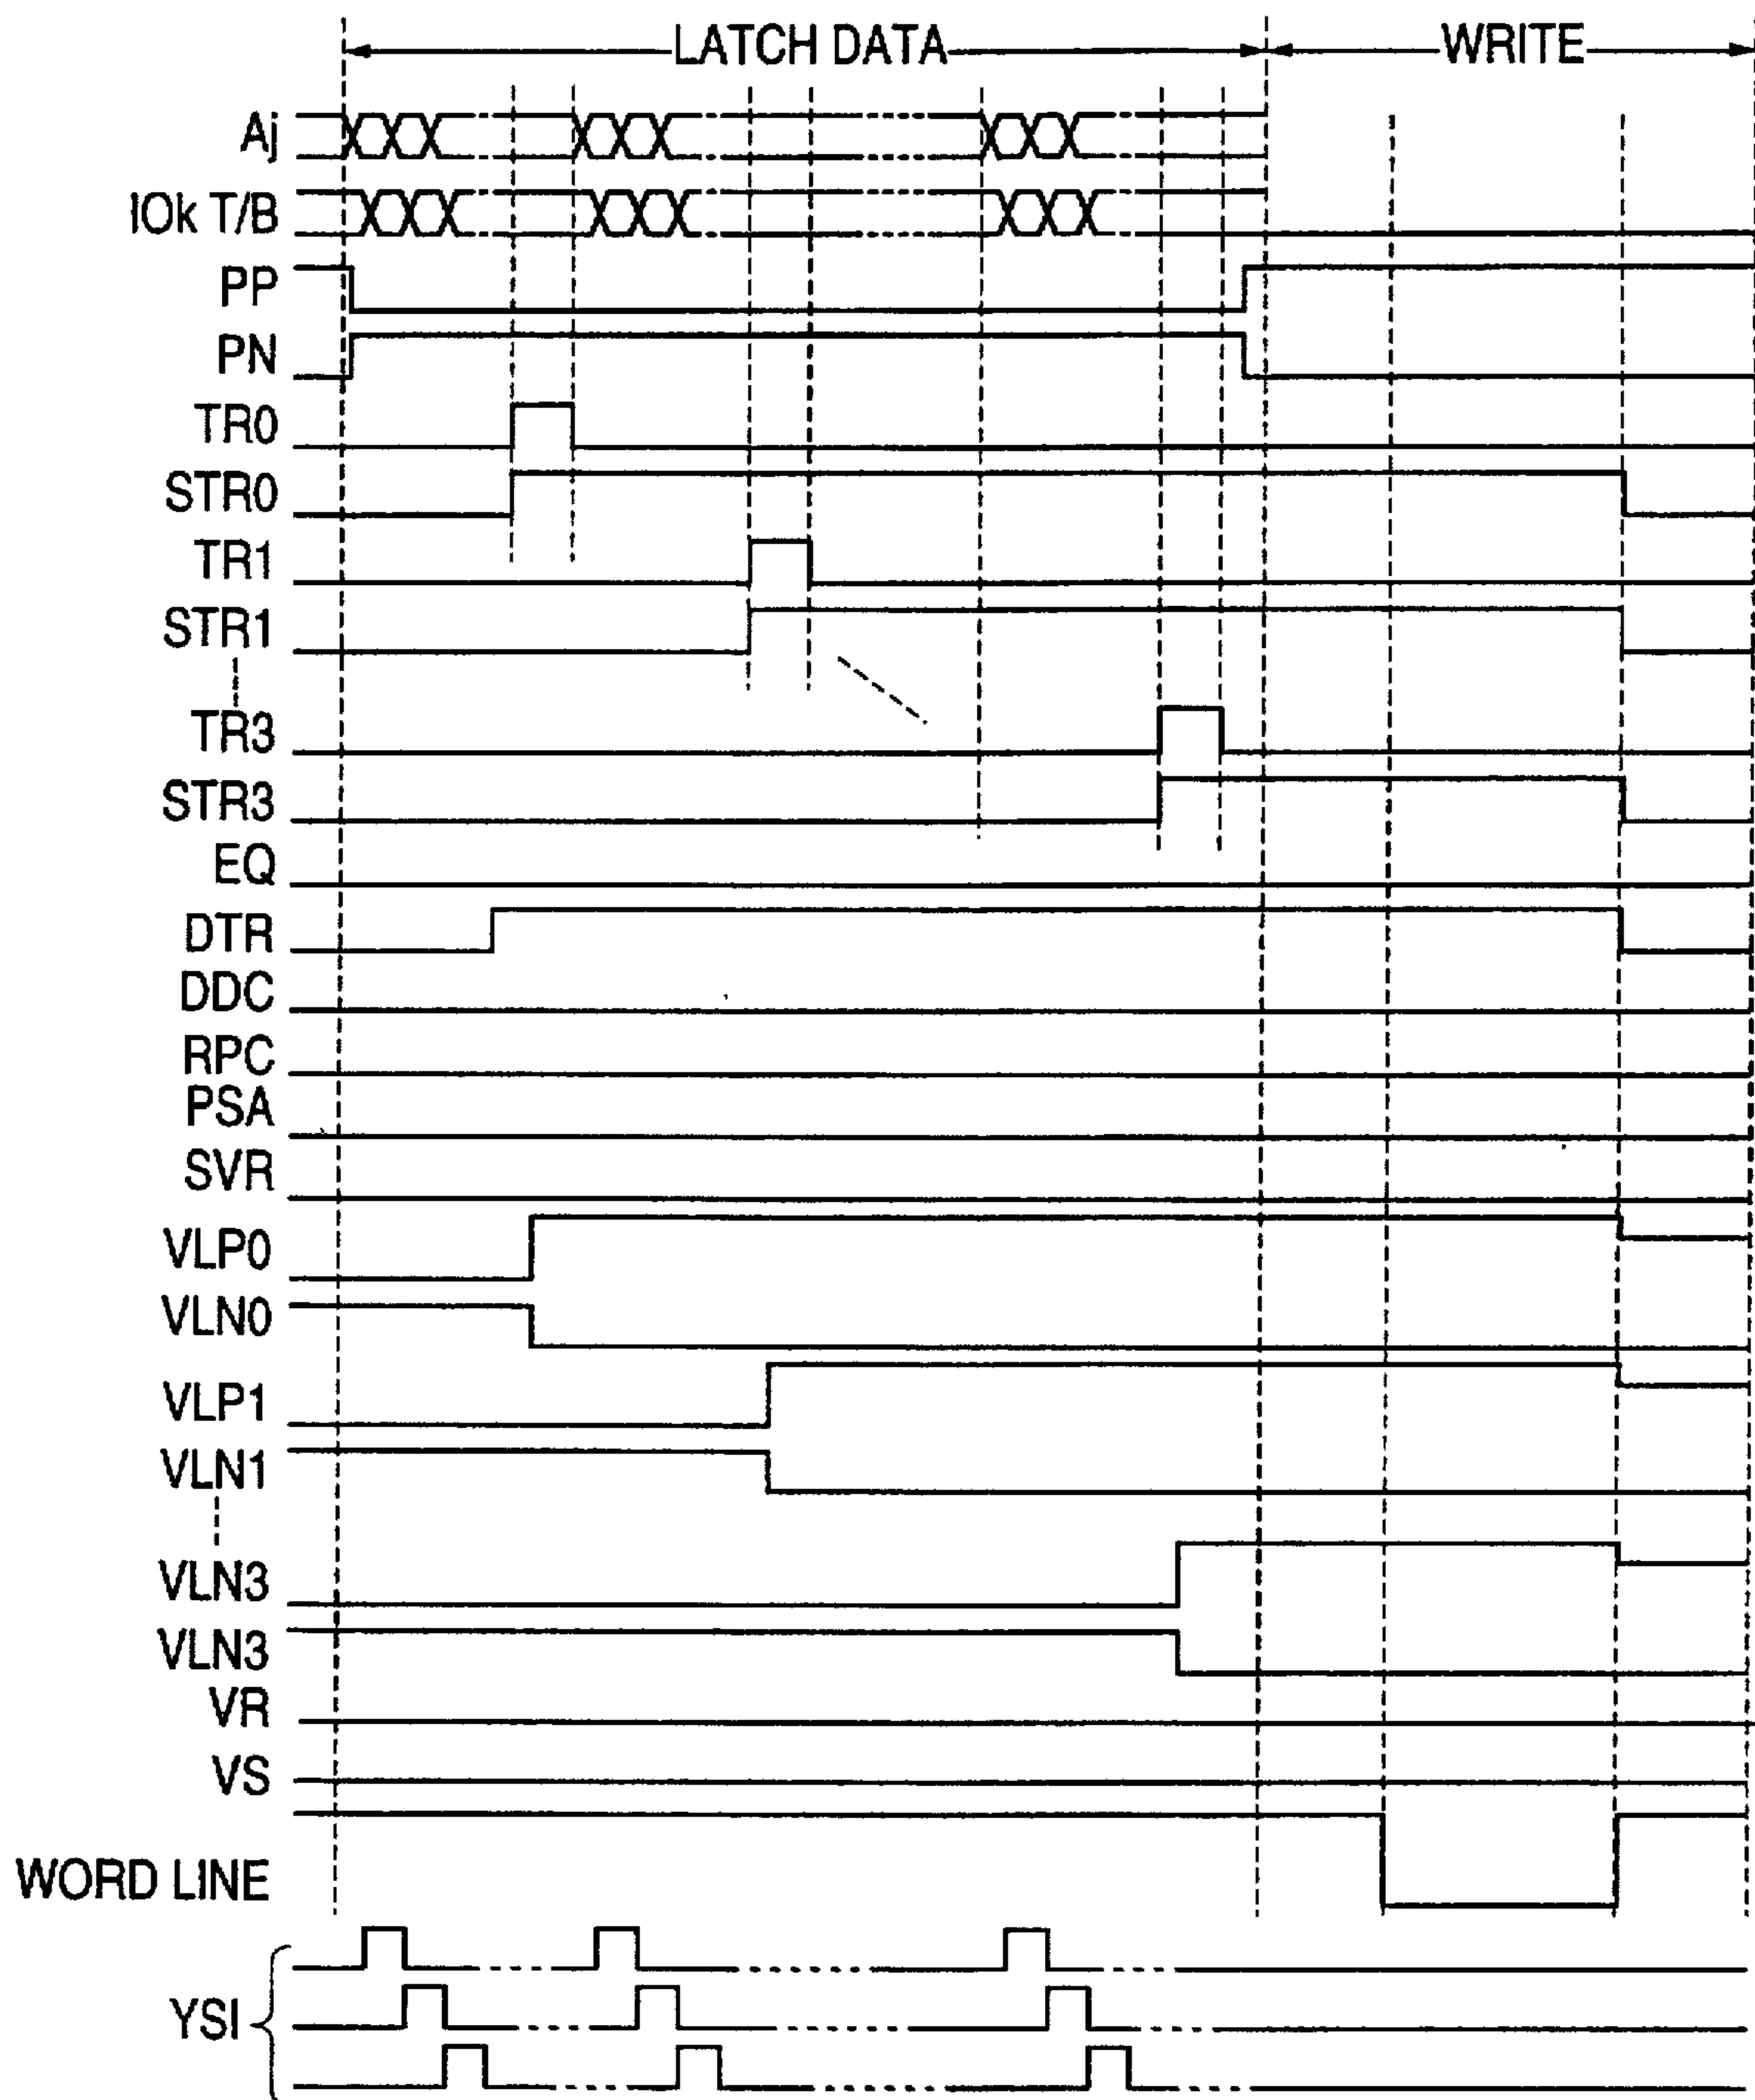 LATCH DATA WRITE
Aj
IOk T/B
PP
PN
TR0
STR0
TR1
STR1
TR3
STR3
EQ
DTR
DDC
RPC
PSA
SVR
VLP0
VLN0
VLP1
VLN1
VLN3
VLN3
VR
VS
WORD LINE
YSI